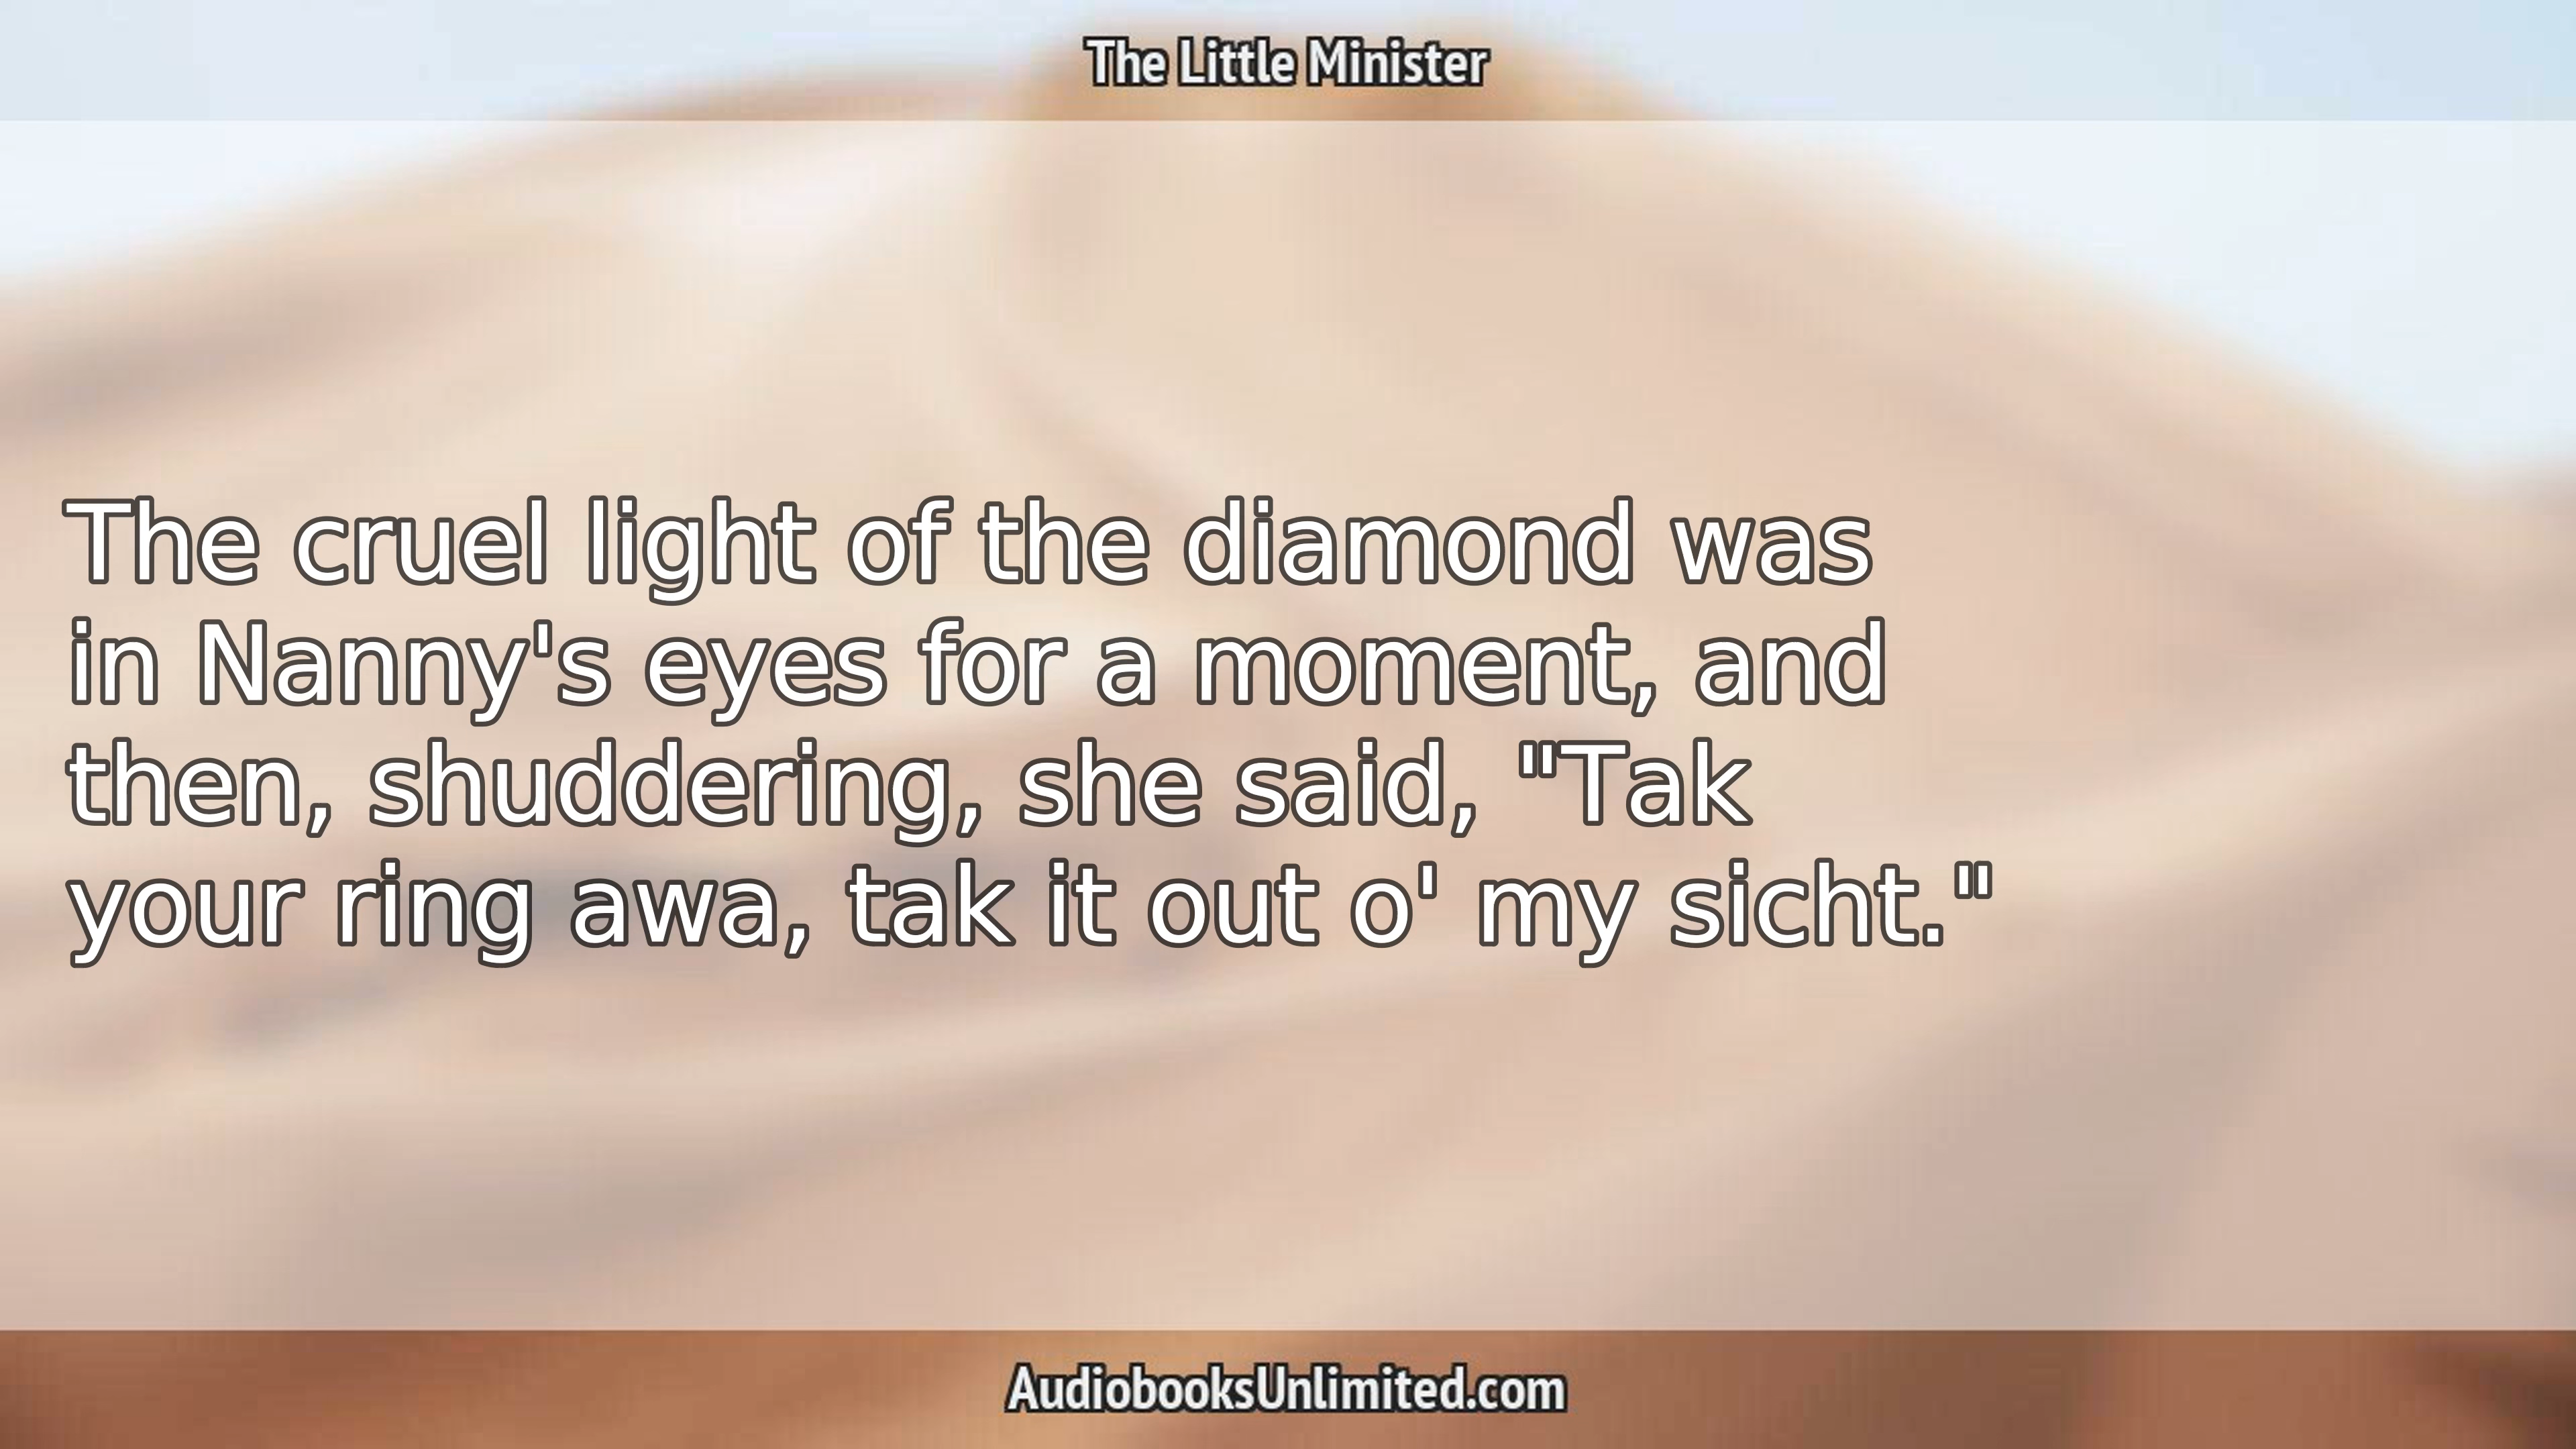 The Little Minister
The cruel light of the diamond was
in Nanny's eyes for a moment, and
then, shuddering, she said, "Tak
your ring awa, tak it out o' my sicht."
AudiobooksUnlimited.com